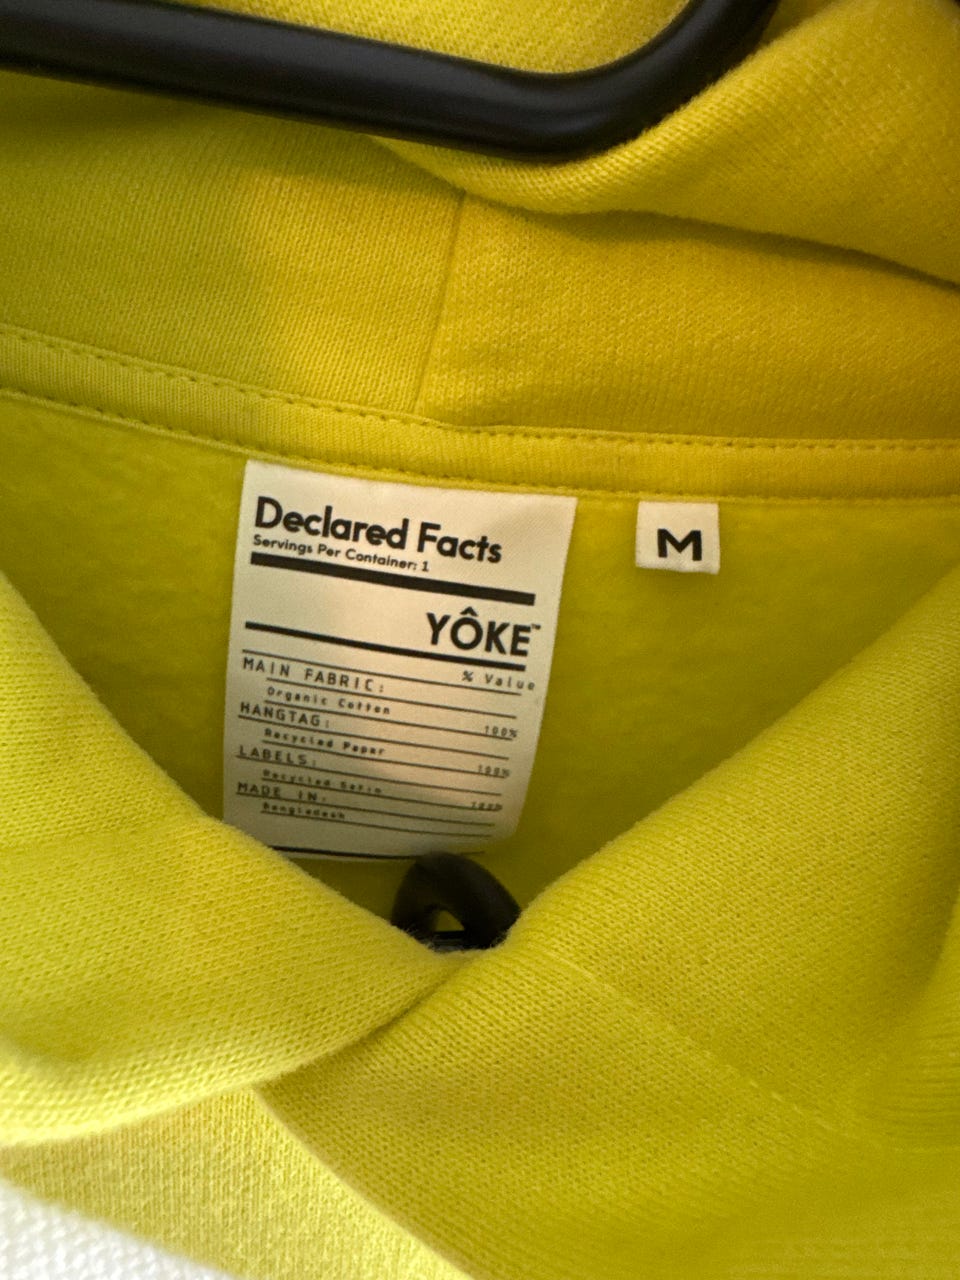 Declared Facts
Servings Per Container: 1
M
YÔKE™
% Value
MAIN FABRIC:
Organic Cotton 100%
HANGTAG:
Recycled Paper 100%
LABELS:
Recycled Satin 100%
MADE IN:
Bangladesh